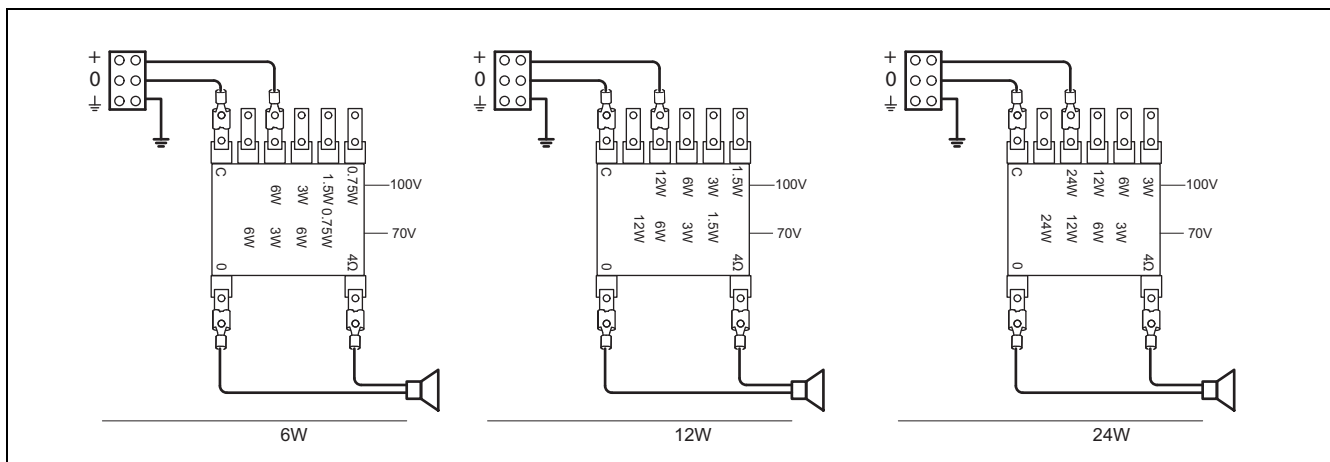 +
0
⏚
C 6W 3W 1.5W 0.75W
100V
6W 3W 6W 0.75W
70V
0 4Ω
6W
+
0
⏚
C 12W 6W 3W 1.5W
100V
12W 6W 3W 1.5W
70V
0 4Ω
12W
+
0
⏚
C 24W 12W 6W 3W
100V
24W 12W 6W 3W
70V
0 4Ω
24W